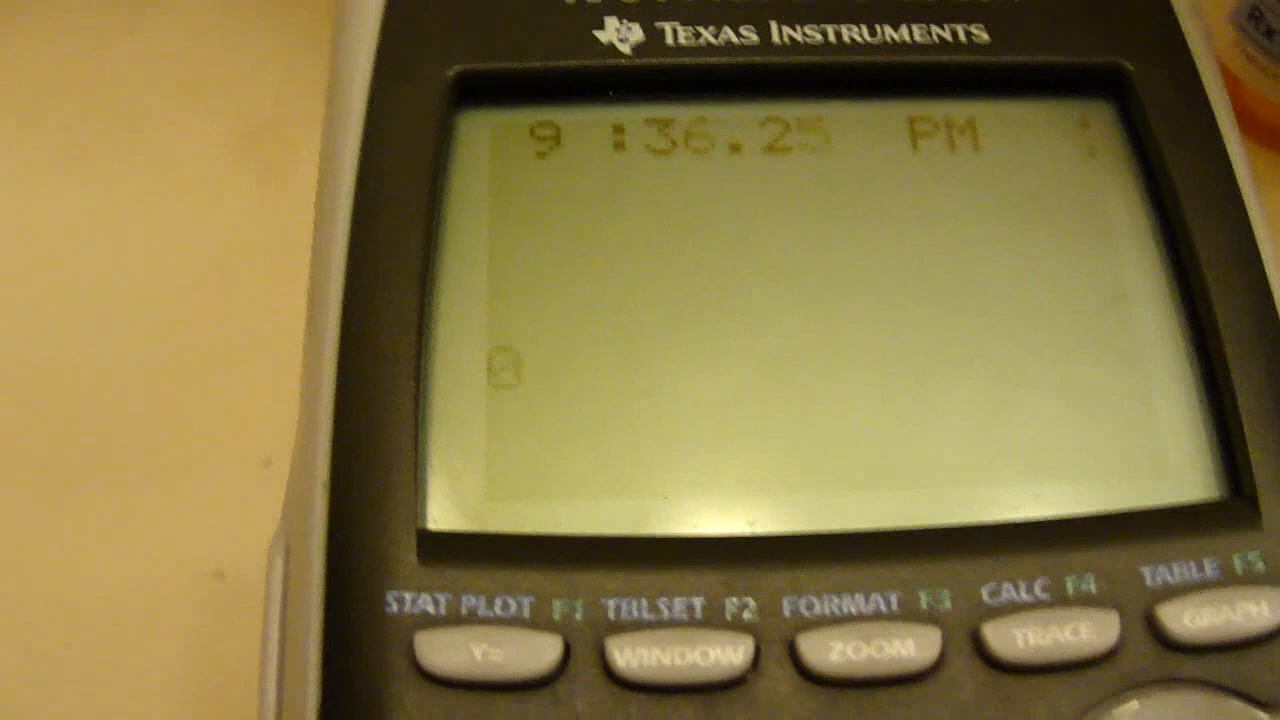 TEXAS INSTRUMENTS
9 :36.25 PM :
0
STAT PLOT F1 TBLSET F2 FORMAT F3 CALC F4 TABLE F5
Y= WINDOW ZOOM TRACE GRAPH